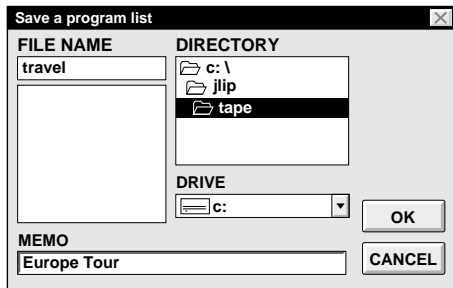 Save a program list
FILE NAME
travel
DIRECTORY
c: \
jlip
tape
DRIVE
c:
OK
MEMO
Europe Tour
CANCEL